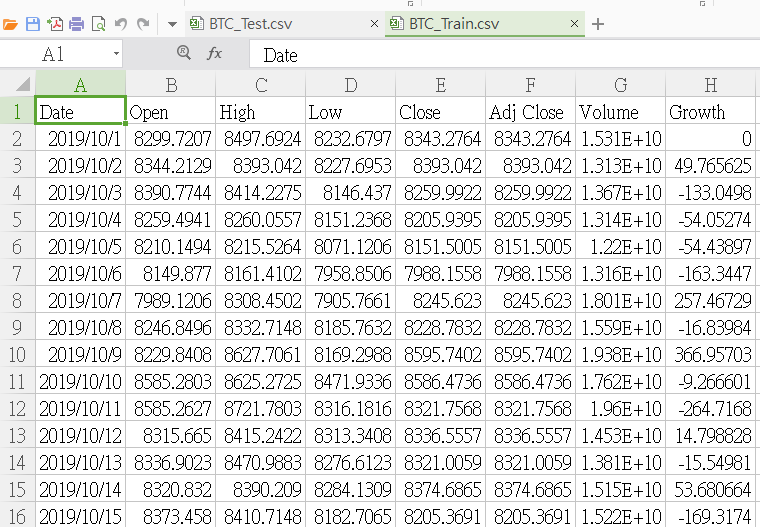 BTC_Test.csv × BTC_Train.csv × +
A1 fx Date
A B C D E F G H
1 Date Open High Low Close Adj Close Volume Growth
2 2019/10/1 8299.7207 8497.6924 8232.6797 8343.2764 8343.2764 1.531E+10 0
3 2019/10/2 8344.2129 8393.042 8227.6953 8393.042 8393.042 1.313E+10 49.765625
4 2019/10/3 8390.7744 8414.2275 8146.437 8259.9922 8259.9922 1.367E+10 -133.0498
5 2019/10/4 8259.4941 8260.0557 8151.2368 8205.9395 8205.9395 1.314E+10 -54.05274
6 2019/10/5 8210.1494 8215.5264 8071.1206 8151.5005 8151.5005 1.22E+10 -54.43897
7 2019/10/6 8149.877 8161.4102 7958.8506 7988.1558 7988.1558 1.316E+10 -163.3447
8 2019/10/7 7989.1206 8308.4502 7905.7661 8245.623 8245.623 1.801E+10 257.46729
9 2019/10/8 8246.8496 8332.7148 8185.7632 8228.7832 8228.7832 1.559E+10 -16.83984
10 2019/10/9 8229.8408 8627.7061 8169.2988 8595.7402 8595.7402 1.938E+10 366.95703
11 2019/10/10 8585.2803 8625.2725 8471.9336 8586.4736 8586.4736 1.762E+10 -9.266601
12 2019/10/11 8585.2627 8721.7803 8316.1816 8321.7568 8321.7568 1.96E+10 -264.7168
13 2019/10/12 8315.665 8415.2422 8313.3408 8336.5557 8336.5557 1.453E+10 14.798828
14 2019/10/13 8336.9023 8470.9883 8276.6123 8321.0059 8321.0059 1.381E+10 -15.54981
15 2019/10/14 8320.832 8390.209 8284.1309 8374.6865 8374.6865 1.515E+10 53.680664
16 2019/10/15 8373.458 8410.7148 8182.7065 8205.3691 8205.3691 1.522E+10 -169.3174